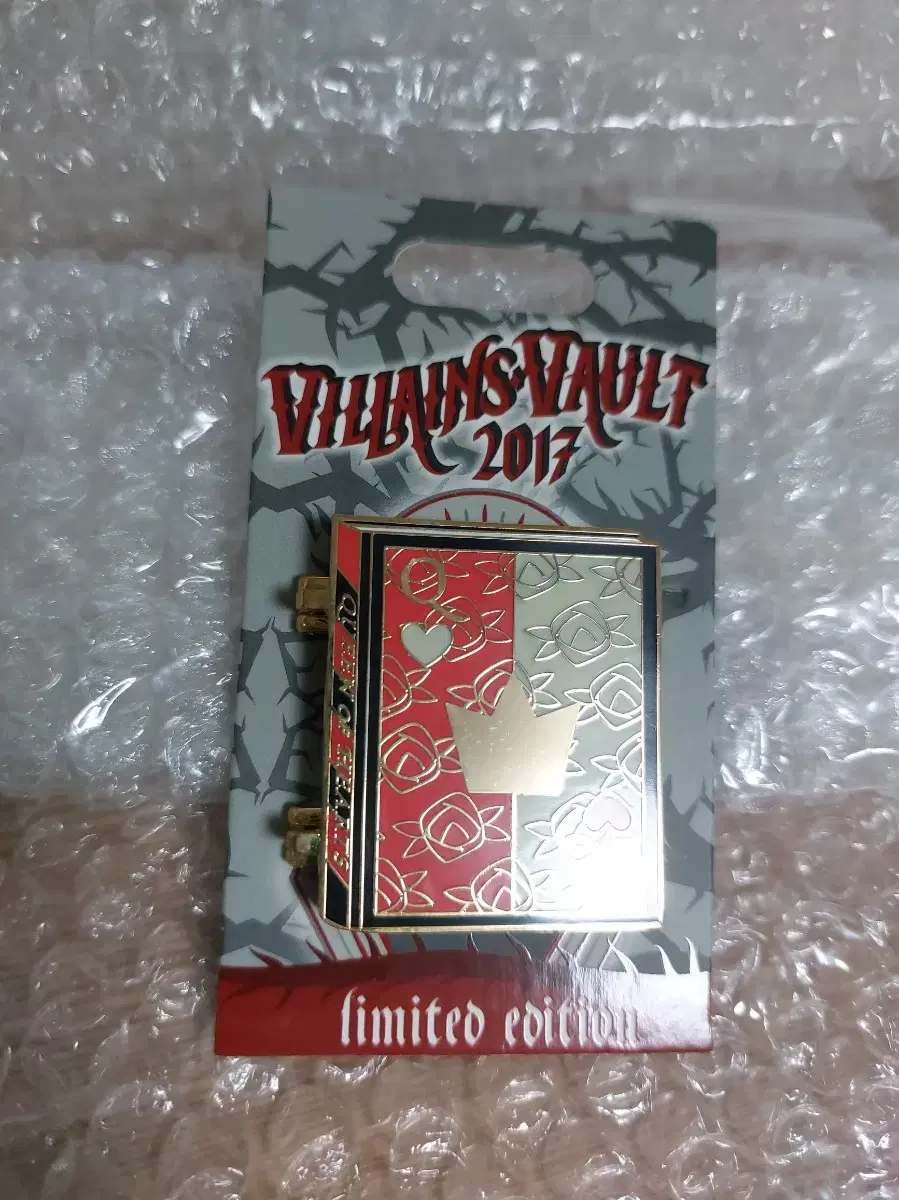 VILLAINS·VAULT
2017
Q
QUEEN OF HEARTS
limited edition